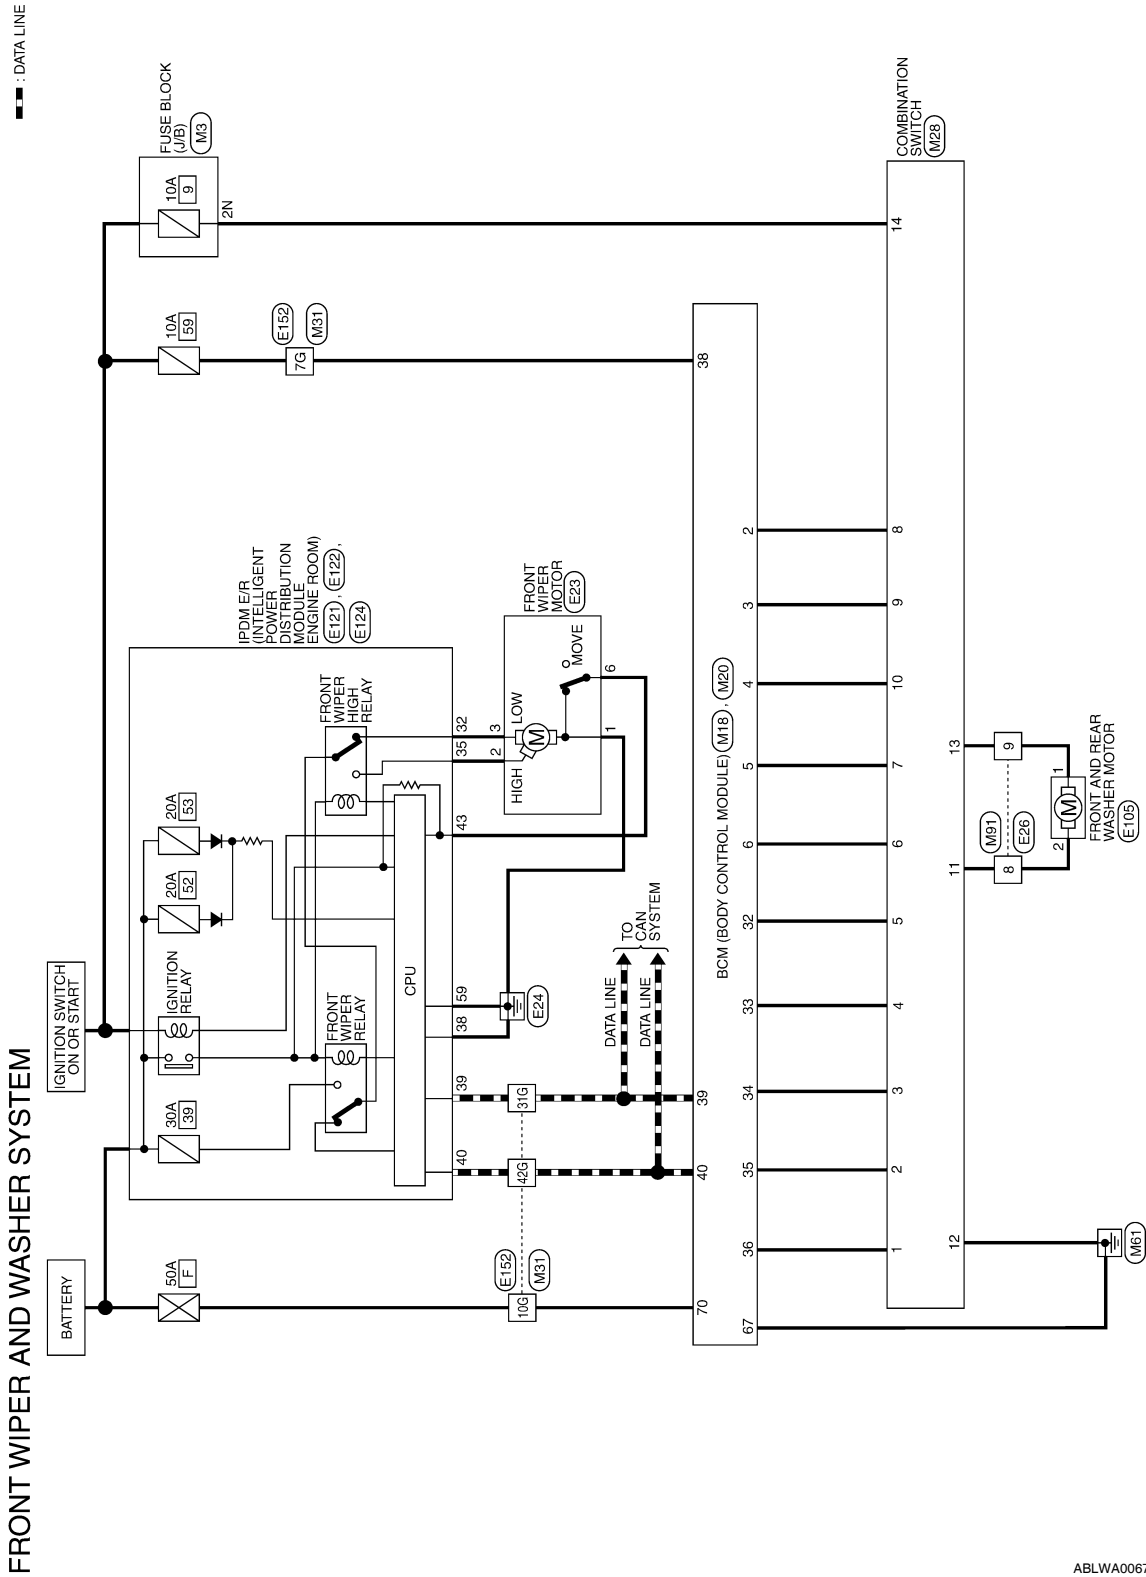 FRONT WIPER AND WASHER SYSTEM
: DATA LINE
BATTERY
IGNITION SWITCH
ON OR START
50A
F
30A
39
IGNITION
RELAY
20A
52
20A
53
10A
59
10A
9
FUSE BLOCK
(J/B)
M3
2N
E152
M31
7G
IPDM E/R
(INTELLIGENT
POWER
DISTRIBUTION
MODULE
ENGINE ROOM)
E121 , E122 ,
E124
FRONT
WIPER
RELAY
FRONT
WIPER
HIGH
RELAY
CPU
40
39
38
59
43
35
32
E152
M31
10G
42G
31G
E24
FRONT
WIPER
MOTOR
E23
2
3
HIGH
LOW
M
MOVE
1
6
DATA LINE
DATA LINE
TO
CAN
SYSTEM
70
40
39
38
BCM (BODY CONTROL MODULE) M18 , M20
67
36
35
34
33
32
6
5
4
3
2
1
2
3
4
5
6
7
10
9
8
14
COMBINATION
SWITCH
M28
12
11
13
M61
8
9
M91
E26
2
1
M
FRONT AND REAR
WASHER MOTOR
E105
ABLWA0067